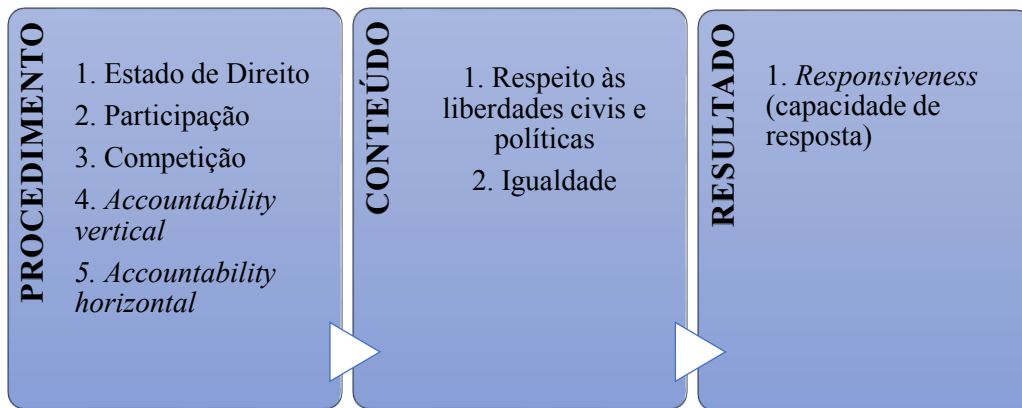 PROCEDIMENTO
1. Estado de Direito
2. Participação
3. Competição
4. Accountability
vertical
5. Accountability
horizontal
CONTEÚDO
1. Respeito às
liberdades civis e
políticas
2. Igualdade
RESULTADO
1. Responsiveness
(capacidade de
resposta)